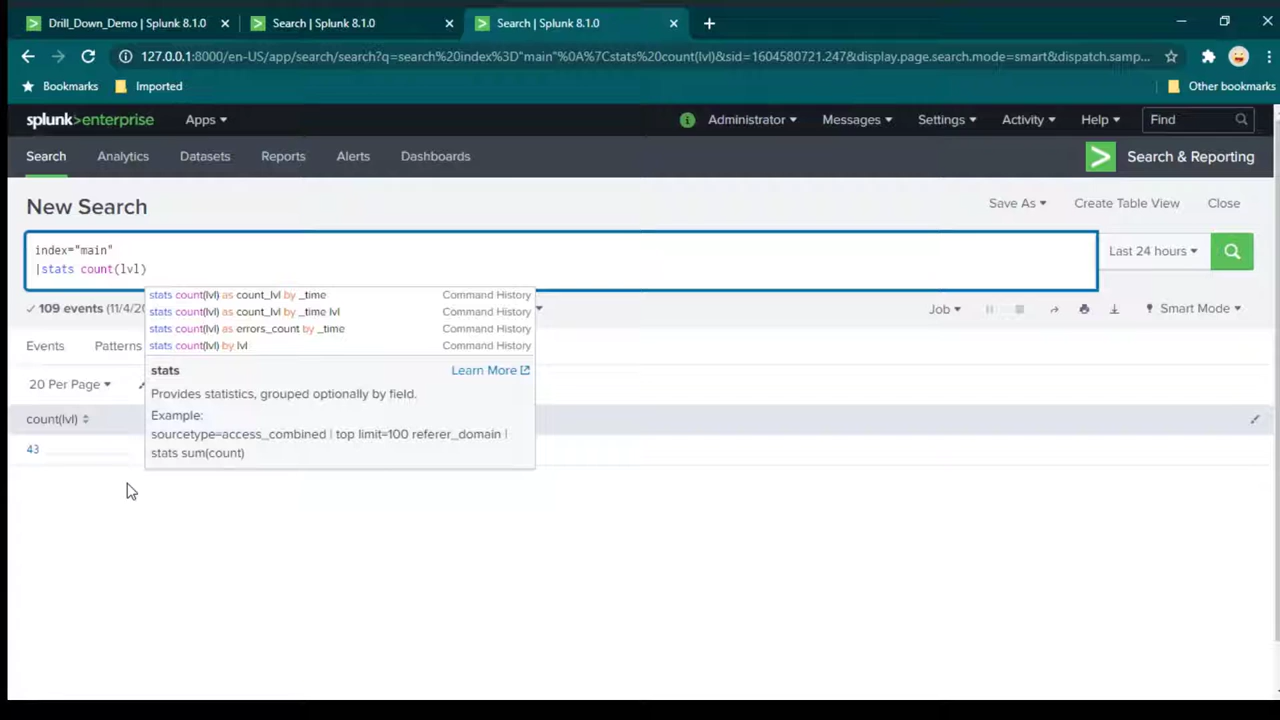 Drill_Down_Demo | Splunk 8.1.0
Search | Splunk 8.1.0
Search | Splunk 8.1.0
127.0.0.1:8000/en-US/app/search/search?q=search%20index%3D"main"%0A%7Cstats%20count(lvl)&sid=1604580721.247&display.page.search.mode=smart&dispatch.samp...
Bookmarks Imported Other bookmarks
splunk>enterprise Apps Administrator Messages Settings Activity Help Find
Search Analytics Datasets Reports Alerts Dashboards Search & Reporting
New Search Save As Create Table View Close
index="main"
|stats count(lvl)
Last 24 hours
stats count(lvl) as count_lvl by _time Command History
stats count(lvl) as count_lvl by _time lvl Command History
stats count(lvl) as errors_count by _time Command History
stats count(lvl) by lvl Command History
109 events (11/4/20 Job Smart Mode
Events Patterns
stats Learn More
20 Per Page
Provides statistics, grouped optionally by field.
Example:
sourcetype=access_combined | top limit=100 referer_domain |
stats sum(count)
count(lvl)
43